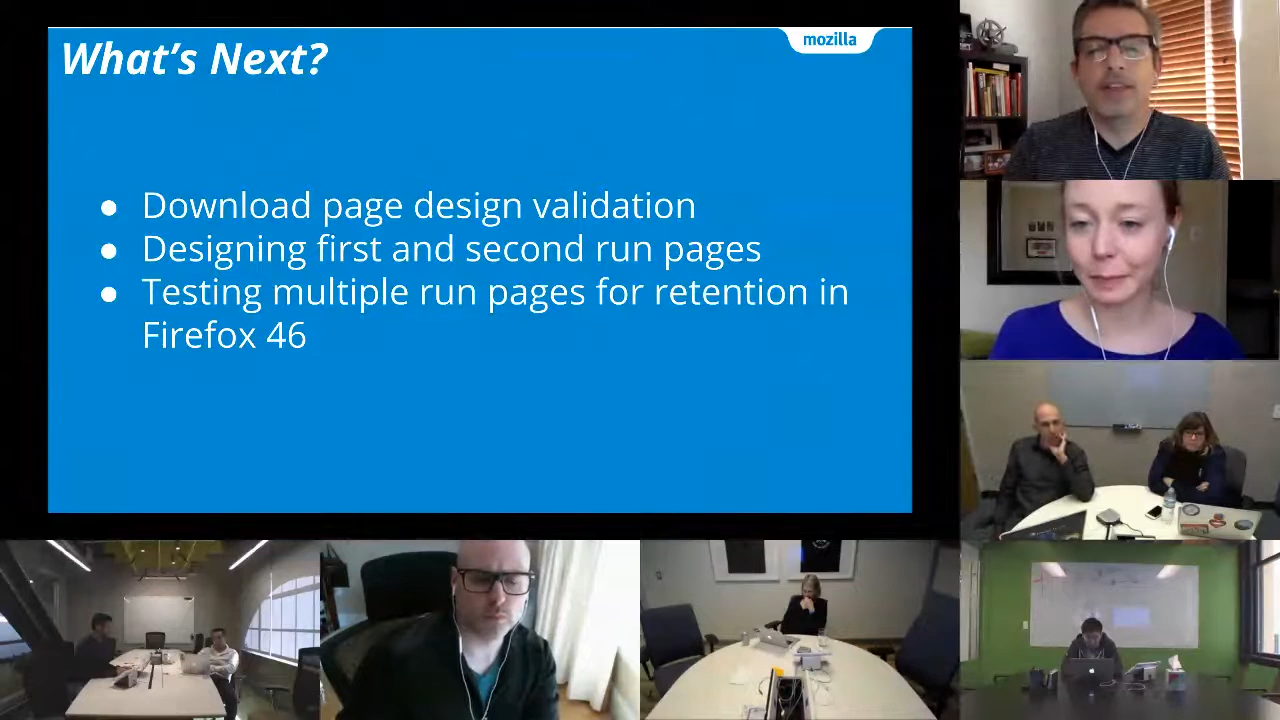 What's Next?
mozilla
● Download page design validation
● Designing first and second run pages
● Testing multiple run pages for retention in
Firefox 46